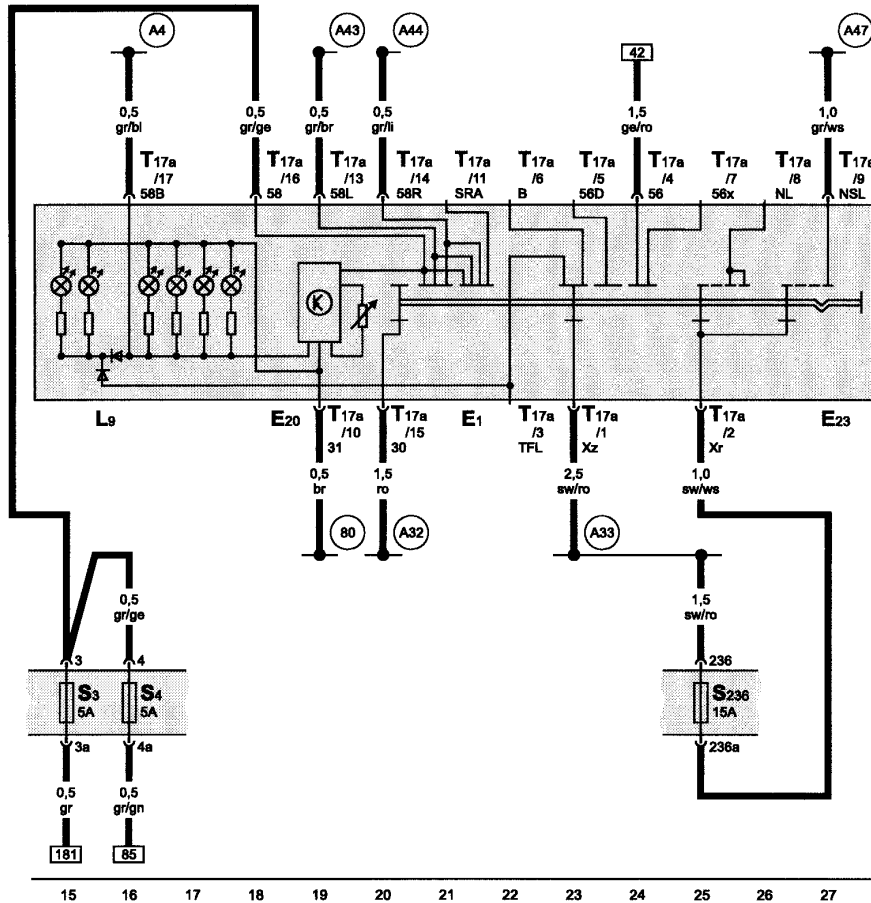 A4 A43 A44 42 A47
0,5 0,5 0,5 0,5 1,5 1,0
gr/bl gr/ge gr/br gr/li ge/ro gr/ws
T17a T17a T17a T17a T17a T17a T17a T17a T17a T17a T17a
/17 /16 /13 /14 /11 /6 /5 /4 /7 /8 /9
58B 58 58L 58R SRA B 56D 56 56x NL NSL
K
L9 E20 T17a T17a E1 T17a T17a T17a E23
/10 /15 /3 /1 /2
31 30 TFL Xz Xr
0,5 1,5 2,5 1,0
br ro sw/ro sw/ws
80 A32 A33
0,5 1,5
gr/ge sw/ro
3 4 236
S3 S4 S236
5A 5A 15A
3a 4a 236a
0,5 0,5
gr gr/gn
181 85
15 16 17 18 19 20 21 22 23 24 25 26 27